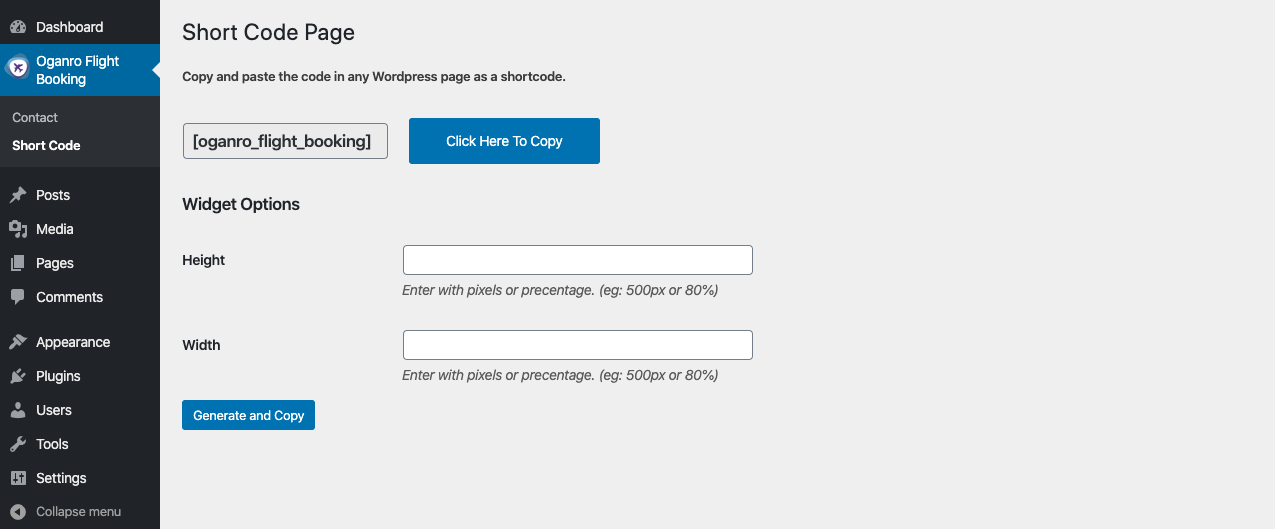 Dashboard
Oganro Flight
Booking
Contact
Short Code
Posts
Media
Pages
Comments
Appearance
Plugins
Users
Tools
Settings
Collapse menu
Short Code Page
Copy and paste the code in any Wordpress page as a shortcode.
[oganro_flight_booking]
Click Here To Copy
Widget Options
Height
Enter with pixels or precentage. (eg: 500px or 80%)
Width
Enter with pixels or precentage. (eg: 500px or 80%)
Generate and Copy